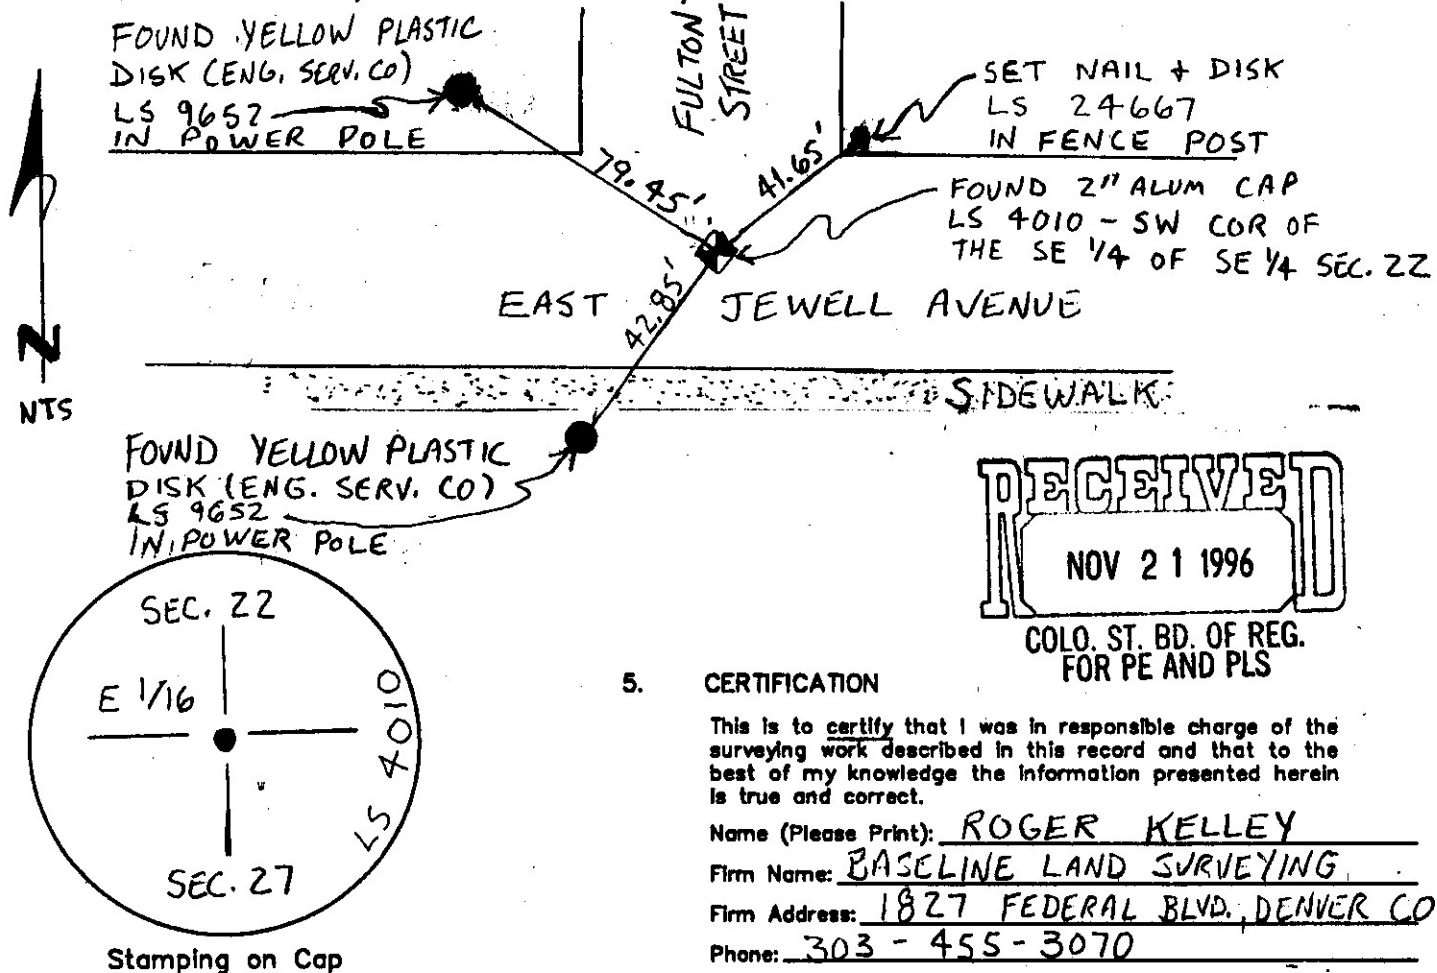 FOUND YELLOW PLASTIC
DISK (ENG. SERV. CO)
LS 9652
IN POWER POLE
FULTON
STREET
SET NAIL + DISK
LS 24667
IN FENCE POST
79.45'
41.65'
FOUND 2" ALUM CAP
LS 4010 - SW COR OF
THE SE 1/4 OF SE 1/4 SEC. 22
42.85'
EAST JEWELL AVENUE
N
NTS
SIDEWALK
FOUND YELLOW PLASTIC
DISK (ENG. SERV. CO)
LS 9652
IN POWER POLE
RECEIVED
NOV 21 1996
COLO. ST. BD. OF REG.
FOR PE AND PLS
SEC. 22
E 1/16
LS 4010
SEC. 27
Stamping on Cap
5. CERTIFICATION
This is to certify that I was in responsible charge of the
surveying work described in this record and that to the
best of my knowledge the information presented herein
is true and correct.
Name (Please Print): ROGER KELLEY
Firm Name: BASELINE LAND SURVEYING
Firm Address: 1827 FEDERAL BLVD., DENVER CO
Phone: 303 - 455 - 3070